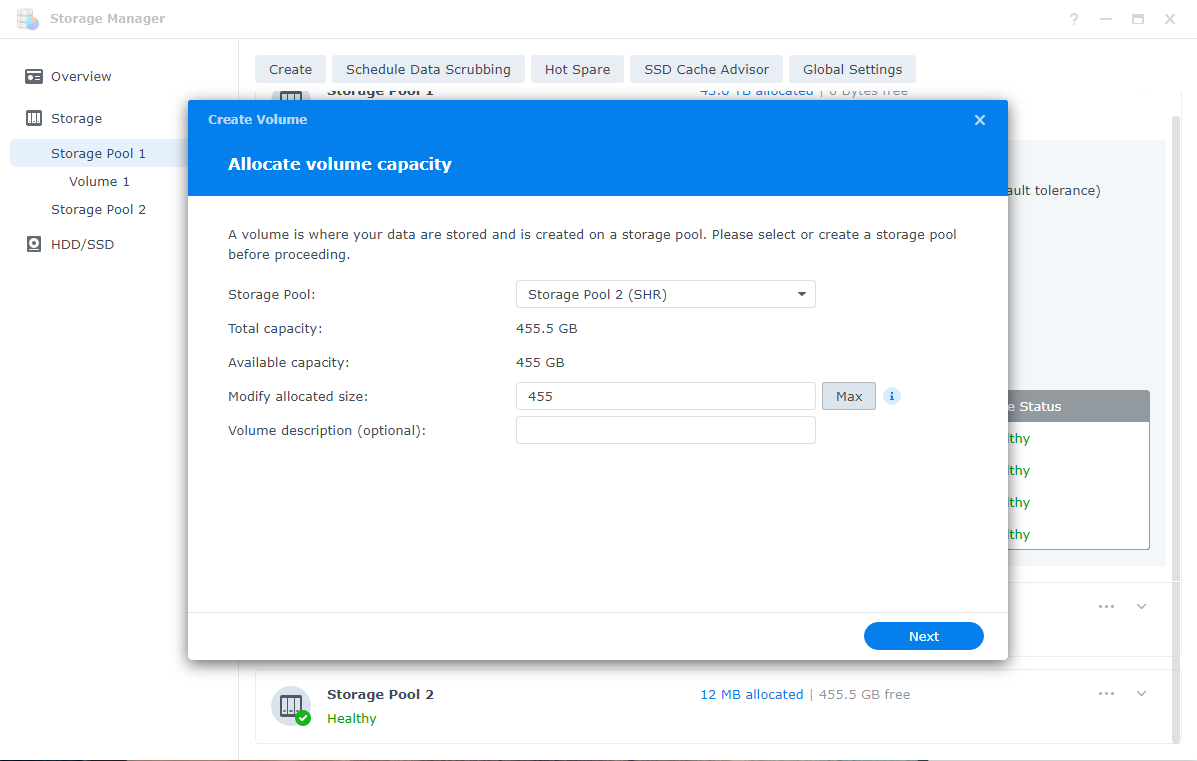 Storage Manager
Overview
Storage
Storage Pool 1
Volume 1
Storage Pool 2
HDD/SSD
Create
Schedule Data Scrubbing
Hot Spare
SSD Cache Advisor
Global Settings
Storage Pool 1
allocated | 0 Bytes free
Create Volume
Allocate volume capacity
ault tolerance)
A volume is where your data are stored and is created on a storage pool. Please select or create a storage pool
before proceeding.
Storage Pool: Storage Pool 2 (SHR)
Total capacity: 455.5 GB
Available capacity: 455 GB
Modify allocated size: 455 Max
Volume description (optional):
e Status
lthy
lthy
lthy
lthy
Next
Storage Pool 2
12 MB allocated | 455.5 GB free
Healthy